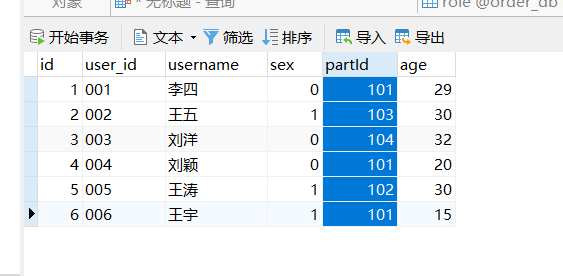 对象 * 无标题 - 查询 role @order_db
开始事务 文本 筛选 排序 导入 导出
id user_id username sex partId age
1 001 李四 0 101 29
2 002 王五 1 103 30
3 003 刘洋 0 104 32
4 004 刘颖 0 101 20
5 005 王涛 1 102 30
6 006 王宇 1 101 15